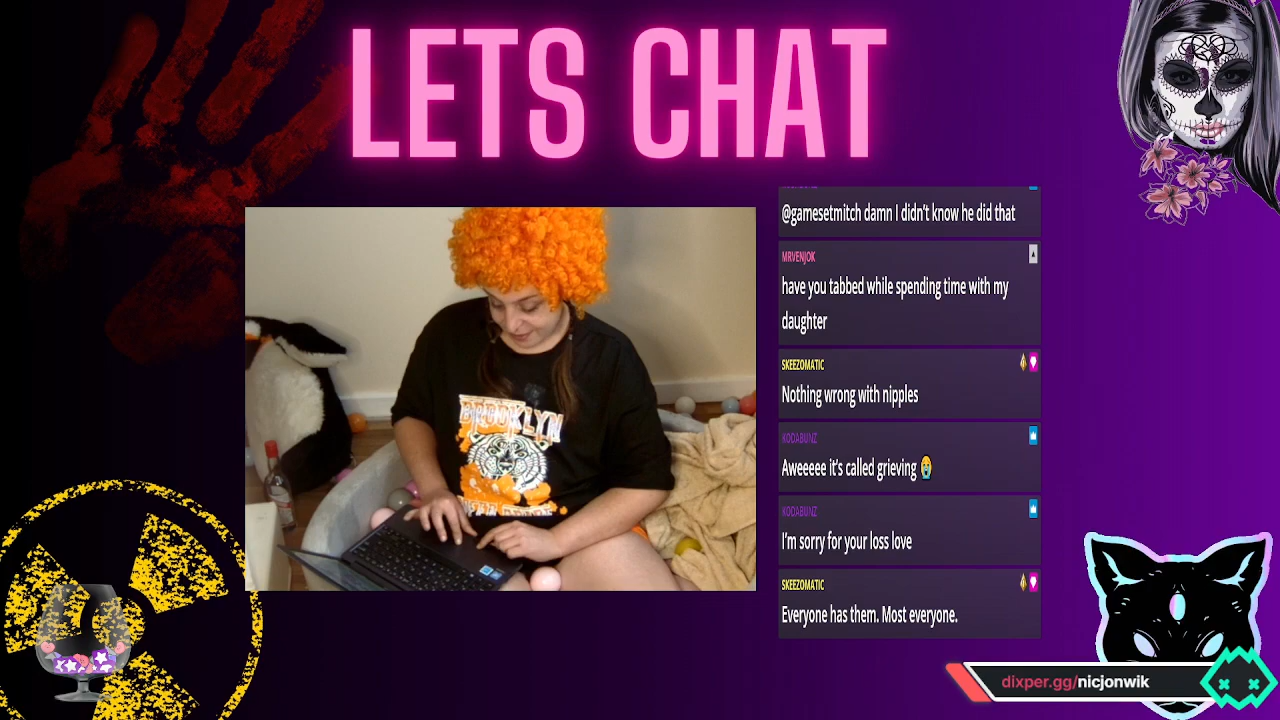 LETS CHAT
@gamesetmitch damn I didn't know he did that
MRVENJOK
have you tabbed while spending time with my
daughter
SKEEZOMATIC
Nothing wrong with nipples
KODABUNZ
Aweeeee it's called grieving 😭
KODABUNZ
I'm sorry for your loss love
SKEEZOMATIC
Everyone has them. Most everyone.
BROOKLYN
dixper.gg/nicjonwik